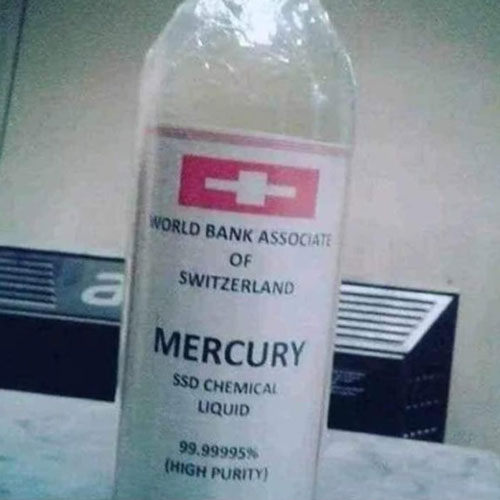 WORLD BANK ASSOCIATE
OF
SWITZERLAND
MERCURY
SSD CHEMICAL
LIQUID
99.99995%
(HIGH PURITY)
a